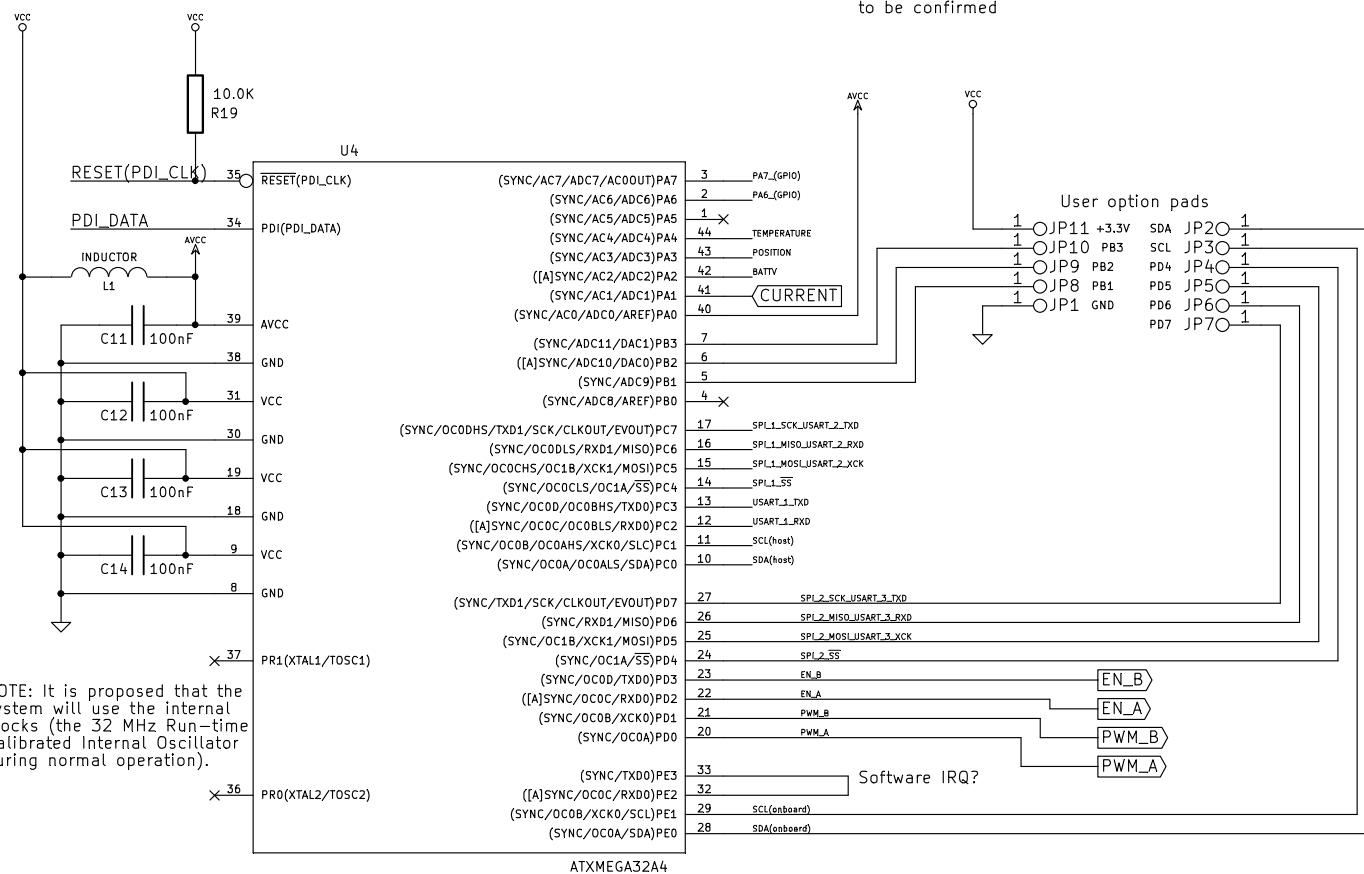 to be confirmed
VCC
VCC
10.0K
R19
AVCC
VCC
U4
RESET(PDI_CLK)
35
RESET(PDI_CLK)
PDI_DATA
34
PDI(PDI_DATA)
AVCC
INDUCTOR
L1
39
AVCC
C11
100nF
38
GND
31
VCC
C12
100nF
30
GND
19
VCC
C13
100nF
18
GND
9
VCC
C14
100nF
8
GND
37
PR1(XTAL1/TOSC1)
OTE: It is proposed that the
ystem will use the internal
ocks (the 32 MHz Run-time
alibrated Internal Oscillator
uring normal operation).
36
PR0(XTAL2/TOSC2)
(SYNC/AC7/ADC7/AC0OUT)PA7
3
PA7_(GPIO)
(SYNC/AC6/ADC6)PA6
2
PA6_(GPIO)
(SYNC/AC5/ADC5)PA5
1
(SYNC/AC4/ADC4)PA4
44
TEMPERATURE
(SYNC/AC3/ADC3)PA3
43
POSITION
([A]SYNC/AC2/ADC2)PA2
42
BATTV
(SYNC/AC1/ADC1)PA1
41
CURRENT
(SYNC/AC0/ADC0/AREF)PA0
40
(SYNC/ADC11/DAC1)PB3
7
([A]SYNC/ADC10/DAC0)PB2
6
(SYNC/ADC9)PB1
5
(SYNC/ADC8/AREF)PB0
4
(SYNC/OC0DHS/TXD1/SCK/CLKOUT/EVOUT)PC7
17
SPI_1_SCK_USART_2_TXD
(SYNC/OC0DLS/RXD1/MISO)PC6
16
SPI_1_MISO_USART_2_RXD
(SYNC/OC0CHS/OC1B/XCK1/MOSI)PC5
15
SPI_1_MOSI_USART_2_XCK
(SYNC/OC0CLS/OC1A/SS)PC4
14
SPI_1_SS
(SYNC/OC0D/OC0BHS/TXD0)PC3
13
USART_1_TXD
([A]SYNC/OC0C/OC0BLS/RXD0)PC2
12
USART_1_RXD
(SYNC/OC0B/OC0AHS/XCK0/SLC)PC1
11
SCL(host)
(SYNC/OC0A/OC0ALS/SDA)PC0
10
SDA(host)
(SYNC/TXD1/SCK/CLKOUT/EVOUT)PD7
27
SPI_2_SCK_USART_3_TXD
(SYNC/RXD1/MISO)PD6
26
SPI_2_MISO_USART_3_RXD
(SYNC/OC1B/XCK1/MOSI)PD5
25
SPI_2_MOSI_USART_3_XCK
(SYNC/OC1A/SS)PD4
24
SPI_2_SS
(SYNC/OC0D/TXD0)PD3
23
EN_B
EN_B
([A]SYNC/OC0C/RXD0)PD2
22
EN_A
EN_A
(SYNC/OC0B/XCK0)PD1
21
PWM_B
PWM_B
(SYNC/OC0A)PD0
20
PWM_A
PWM_A
(SYNC/TXD0)PE3
33
Software IRQ?
([A]SYNC/OC0C/RXD0)PE2
32
(SYNC/OC0B/XCK0/SCL)PE1
29
SCL(onboard)
(SYNC/OC0A/SDA)PE0
28
SDA(onboard)
ATXMEGA32A4
User option pads
1 JP11 +3.3V SDA JP2 1
1 JP10 PB3 SCL JP3 1
1 JP9 PB2 PD4 JP4 1
1 JP8 PB1 PD5 JP5 1
1 JP1 GND PD6 JP6 1
PD7 JP7 1